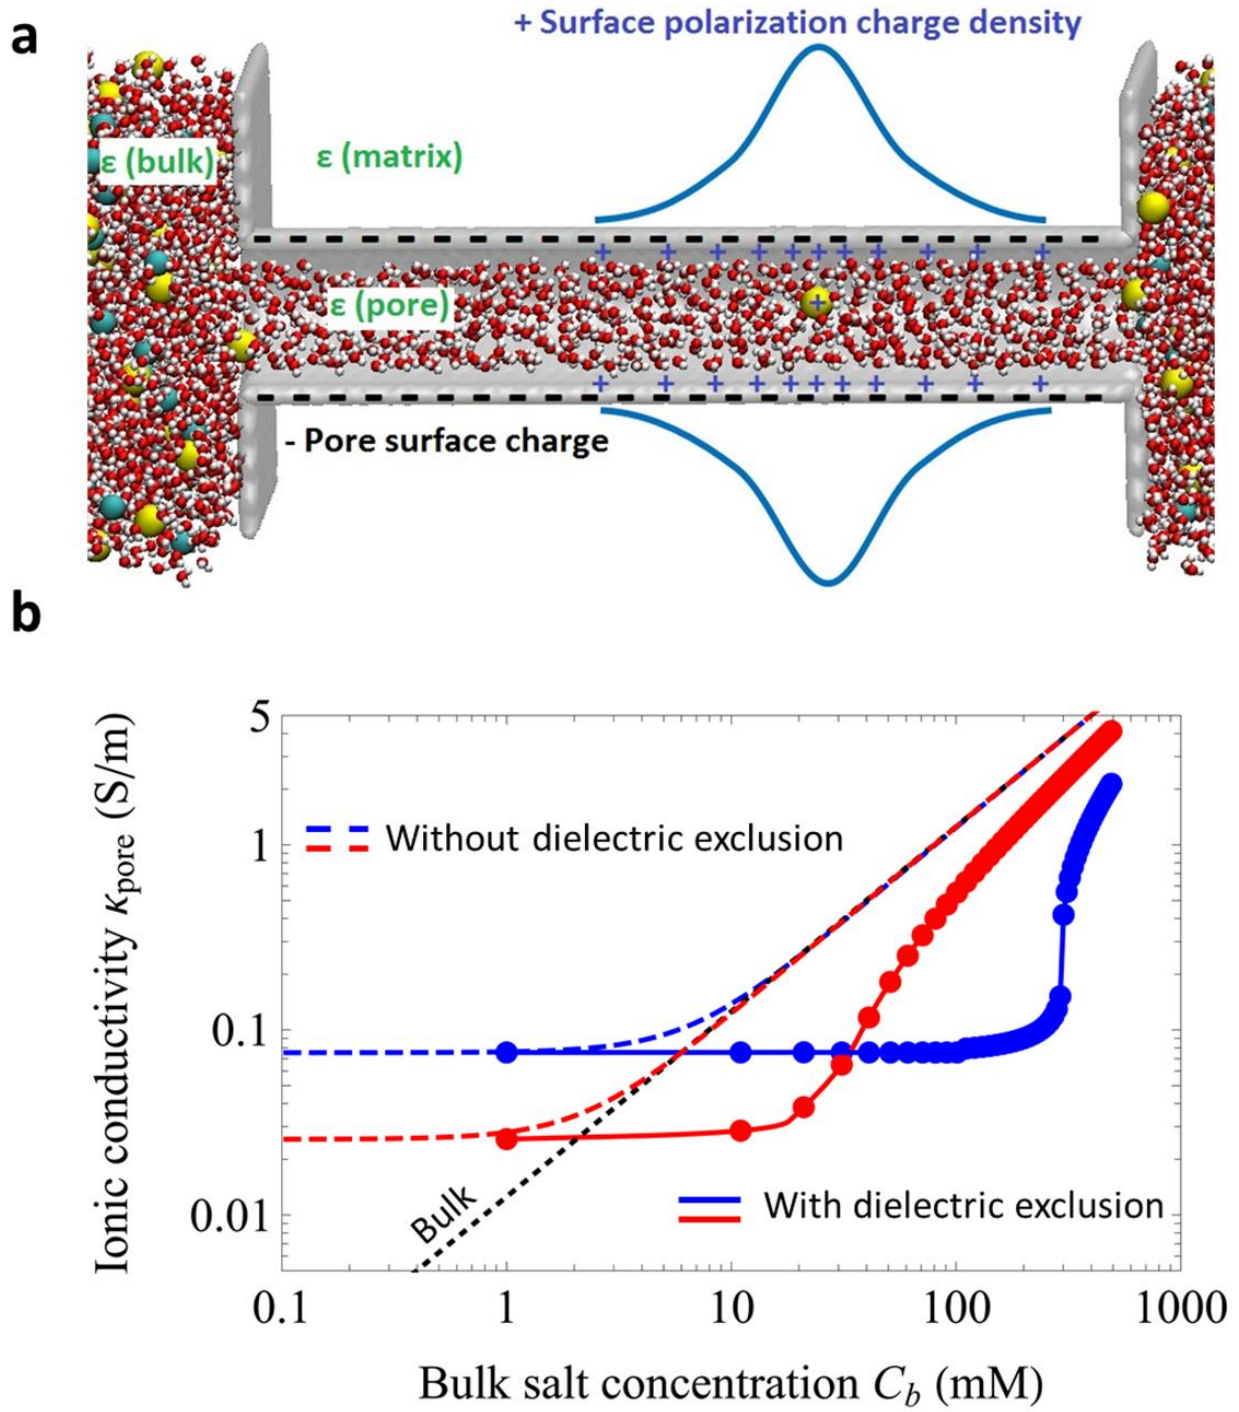 a
+ Surface polarization charge density
ε (bulk)
ε (matrix)
ε (pore)
+
- Pore surface charge
b
Ionic conductivity κpore (S/m)
5
1
0.1
0.01
Without dielectric exclusion
Bulk
With dielectric exclusion
0.1 1 10 100 1000
Bulk salt concentration Cb (mM)